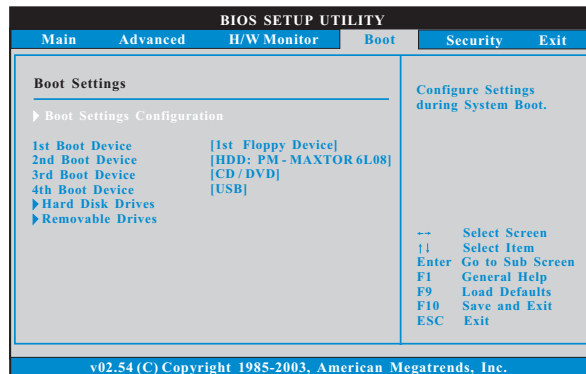 BIOS SETUP UTILITY
Main Advanced H/W Monitor Boot Security Exit
Boot Settings
Boot Settings Configuration
1st Boot Device [1st Floppy Device]
2nd Boot Device [HDD: PM - MAXTOR 6L08]
3rd Boot Device [CD / DVD]
4th Boot Device [USB]
Hard Disk Drives
Removable Drives
Configure Settings
during System Boot.
↔ Select Screen
↑↓ Select Item
Enter Go to Sub Screen
F1 General Help
F9 Load Defaults
F10 Save and Exit
ESC Exit
v02.54 (C) Copyright 1985-2003, American Megatrends, Inc.